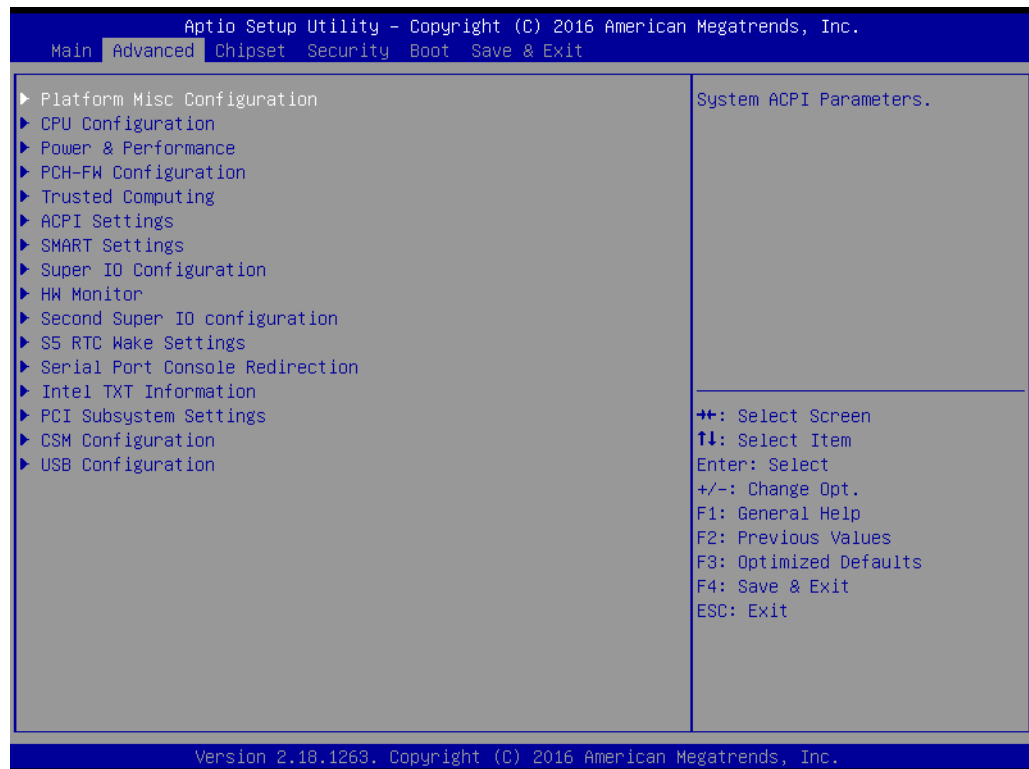 Aptio Setup Utility – Copyright (C) 2016 American Megatrends, Inc.
Main Advanced Chipset Security Boot Save & Exit
▶ Platform Misc Configuration
▶ CPU Configuration
▶ Power & Performance
▶ PCH-FW Configuration
▶ Trusted Computing
▶ ACPI Settings
▶ SMART Settings
▶ Super IO Configuration
▶ HW Monitor
▶ Second Super IO configuration
▶ S5 RTC Wake Settings
▶ Serial Port Console Redirection
▶ Intel TXT Information
▶ PCI Subsystem Settings
▶ CSM Configuration
▶ USB Configuration
System ACPI Parameters.
→←: Select Screen
↑↓: Select Item
Enter: Select
+/-: Change Opt.
F1: General Help
F2: Previous Values
F3: Optimized Defaults
F4: Save & Exit
ESC: Exit
Version 2.18.1263. Copyright (C) 2016 American Megatrends, Inc.